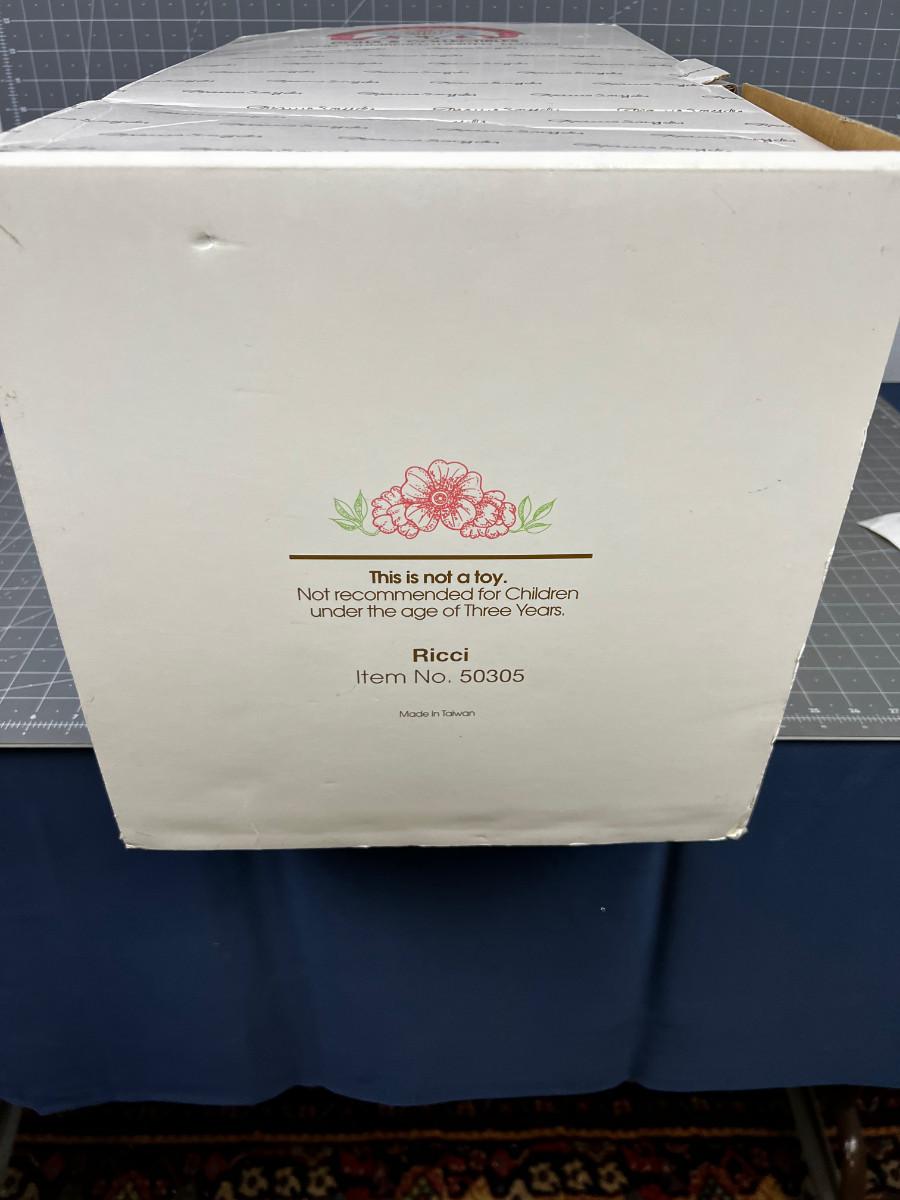 This is not a toy.
Not recommended for Children
under the age of Three Years.
Ricci
Item No. 50305
Made In Taiwan